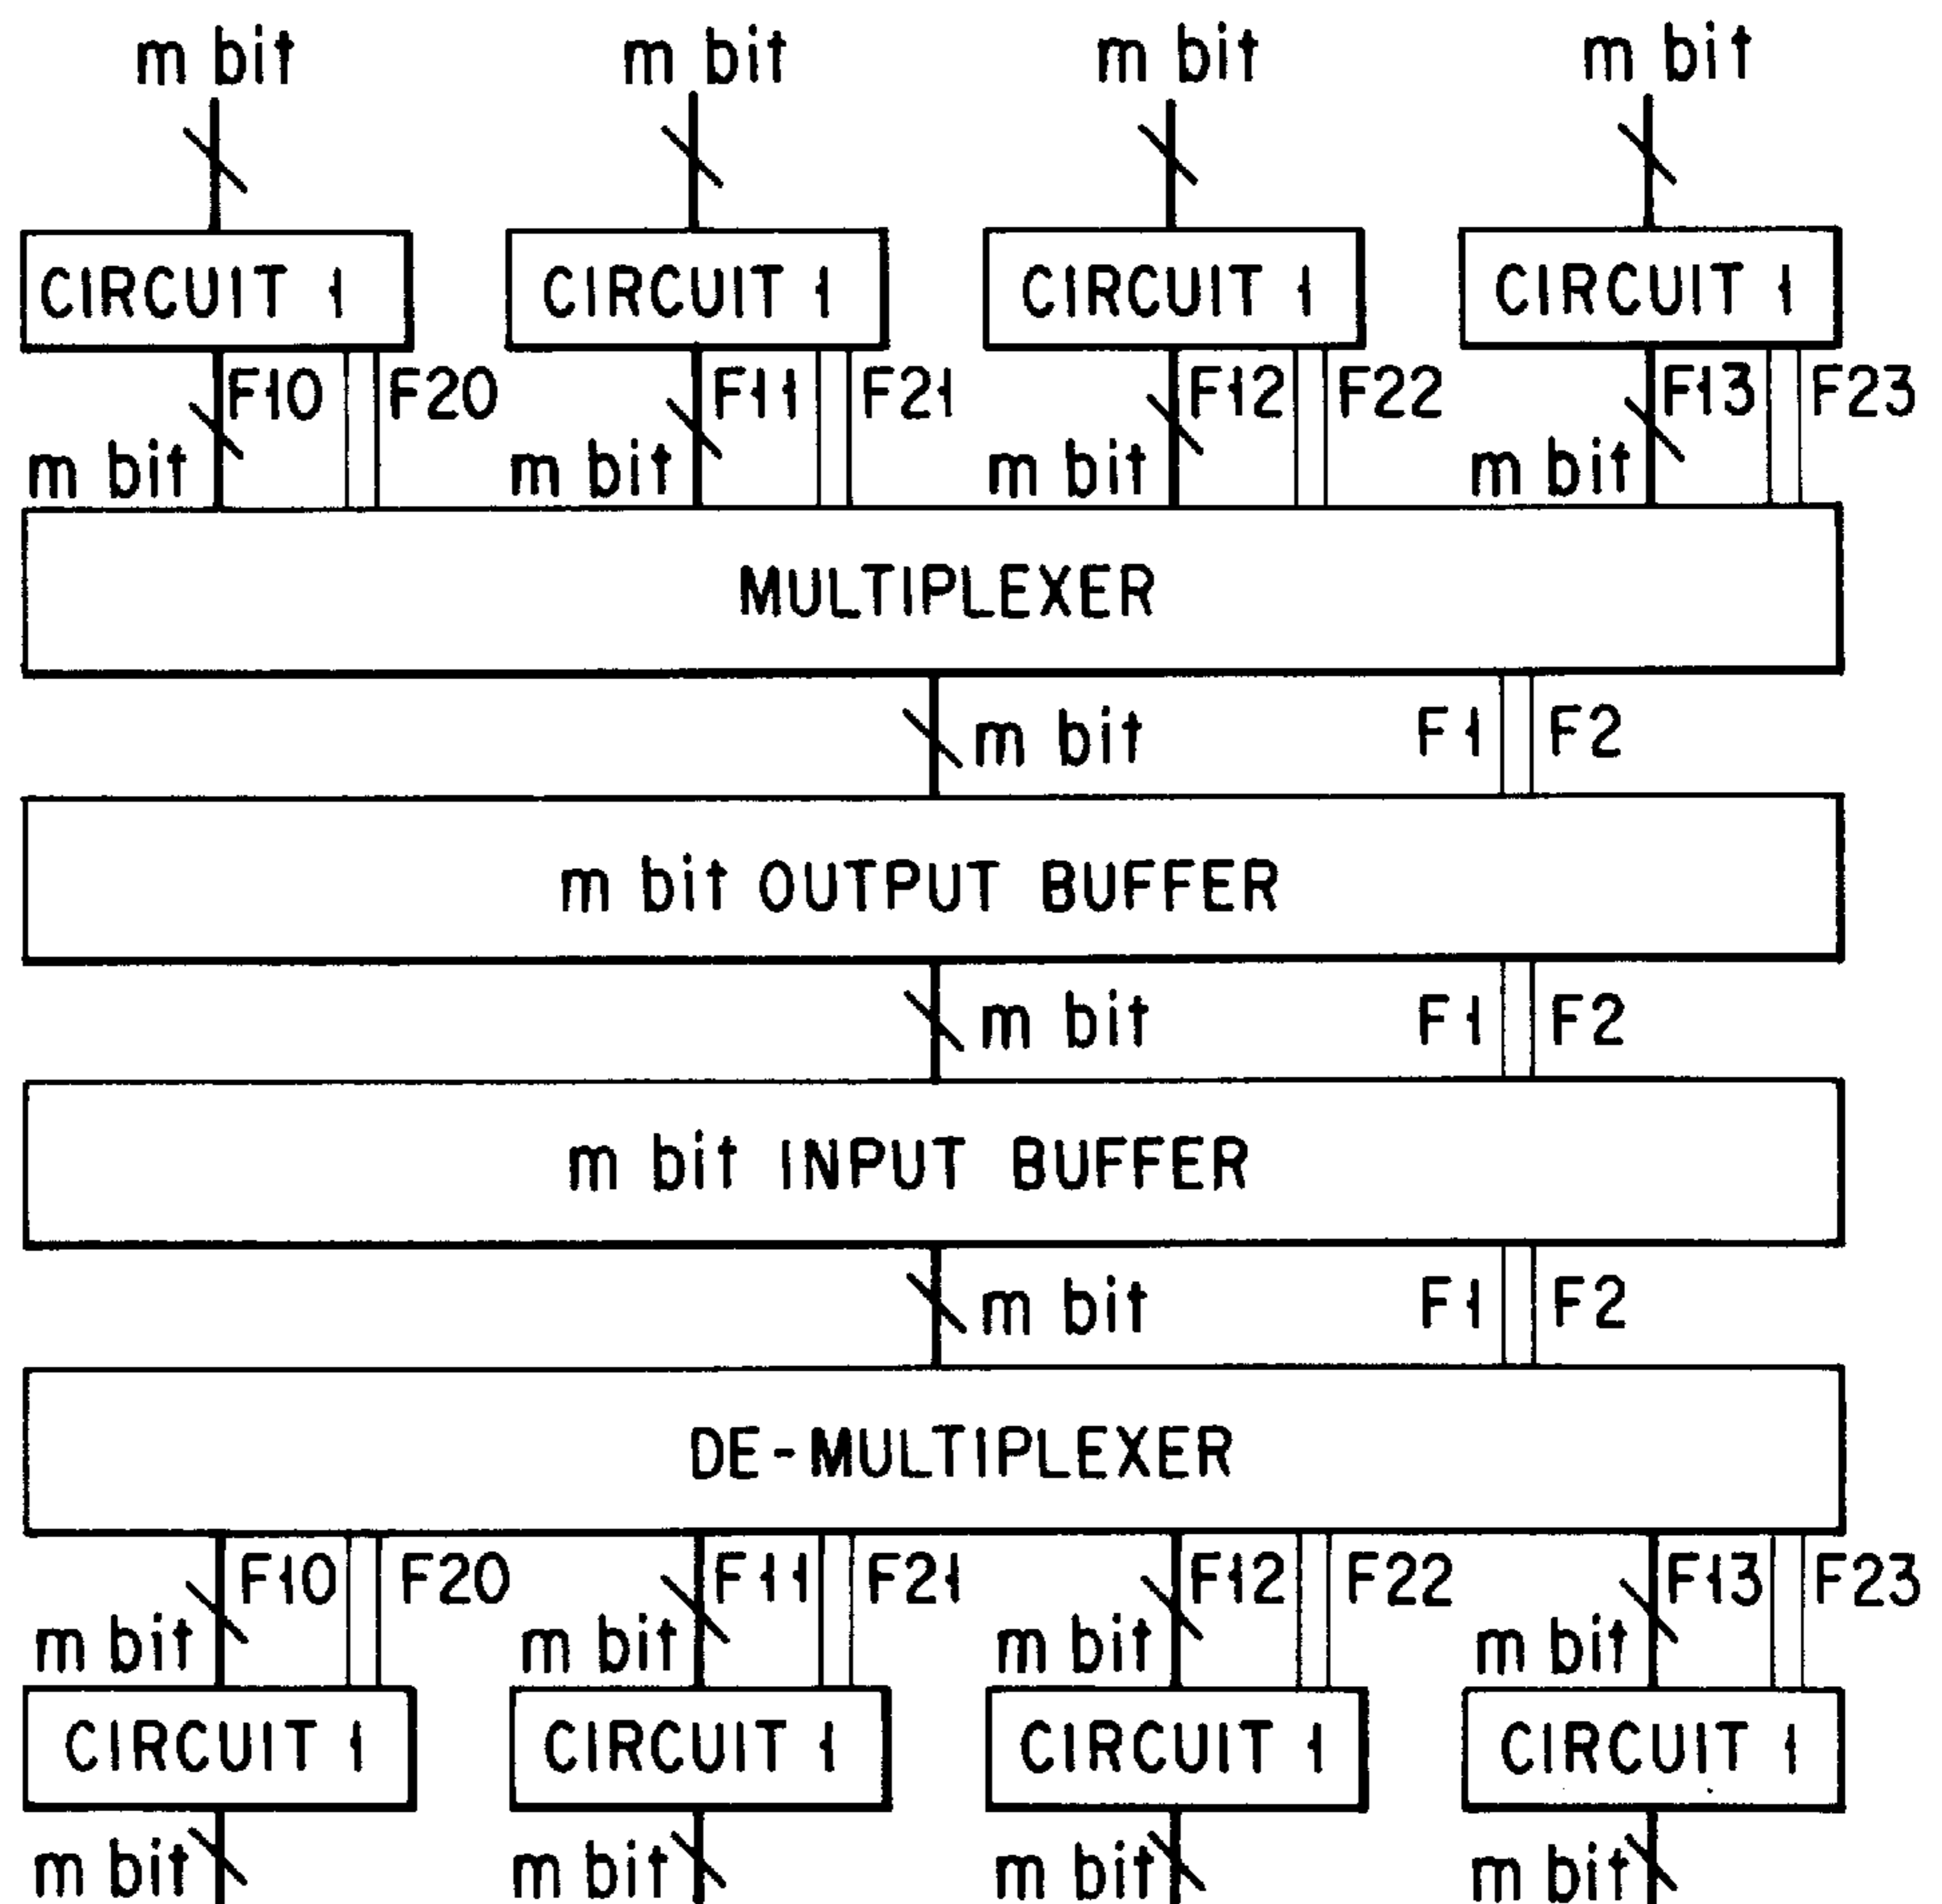 m bit m bit m bit m bit
CIRCUIT 1 CIRCUIT 1 CIRCUIT 1 CIRCUIT 1
F10 F20 F11 F21 F12 F22 F13 F23
m bit m bit m bit m bit
MULTIPLEXER
m bit F1 F2
m bit OUTPUT BUFFER
m bit F1 F2
m bit INPUT BUFFER
m bit F1 F2
DE-MULTIPLEXER
F10 F20 F11 F21 F12 F22 F13 F23
m bit m bit m bit m bit
CIRCUIT 1 CIRCUIT 1 CIRCUIT 1 CIRCUIT 1
m bit m bit m bit m bit